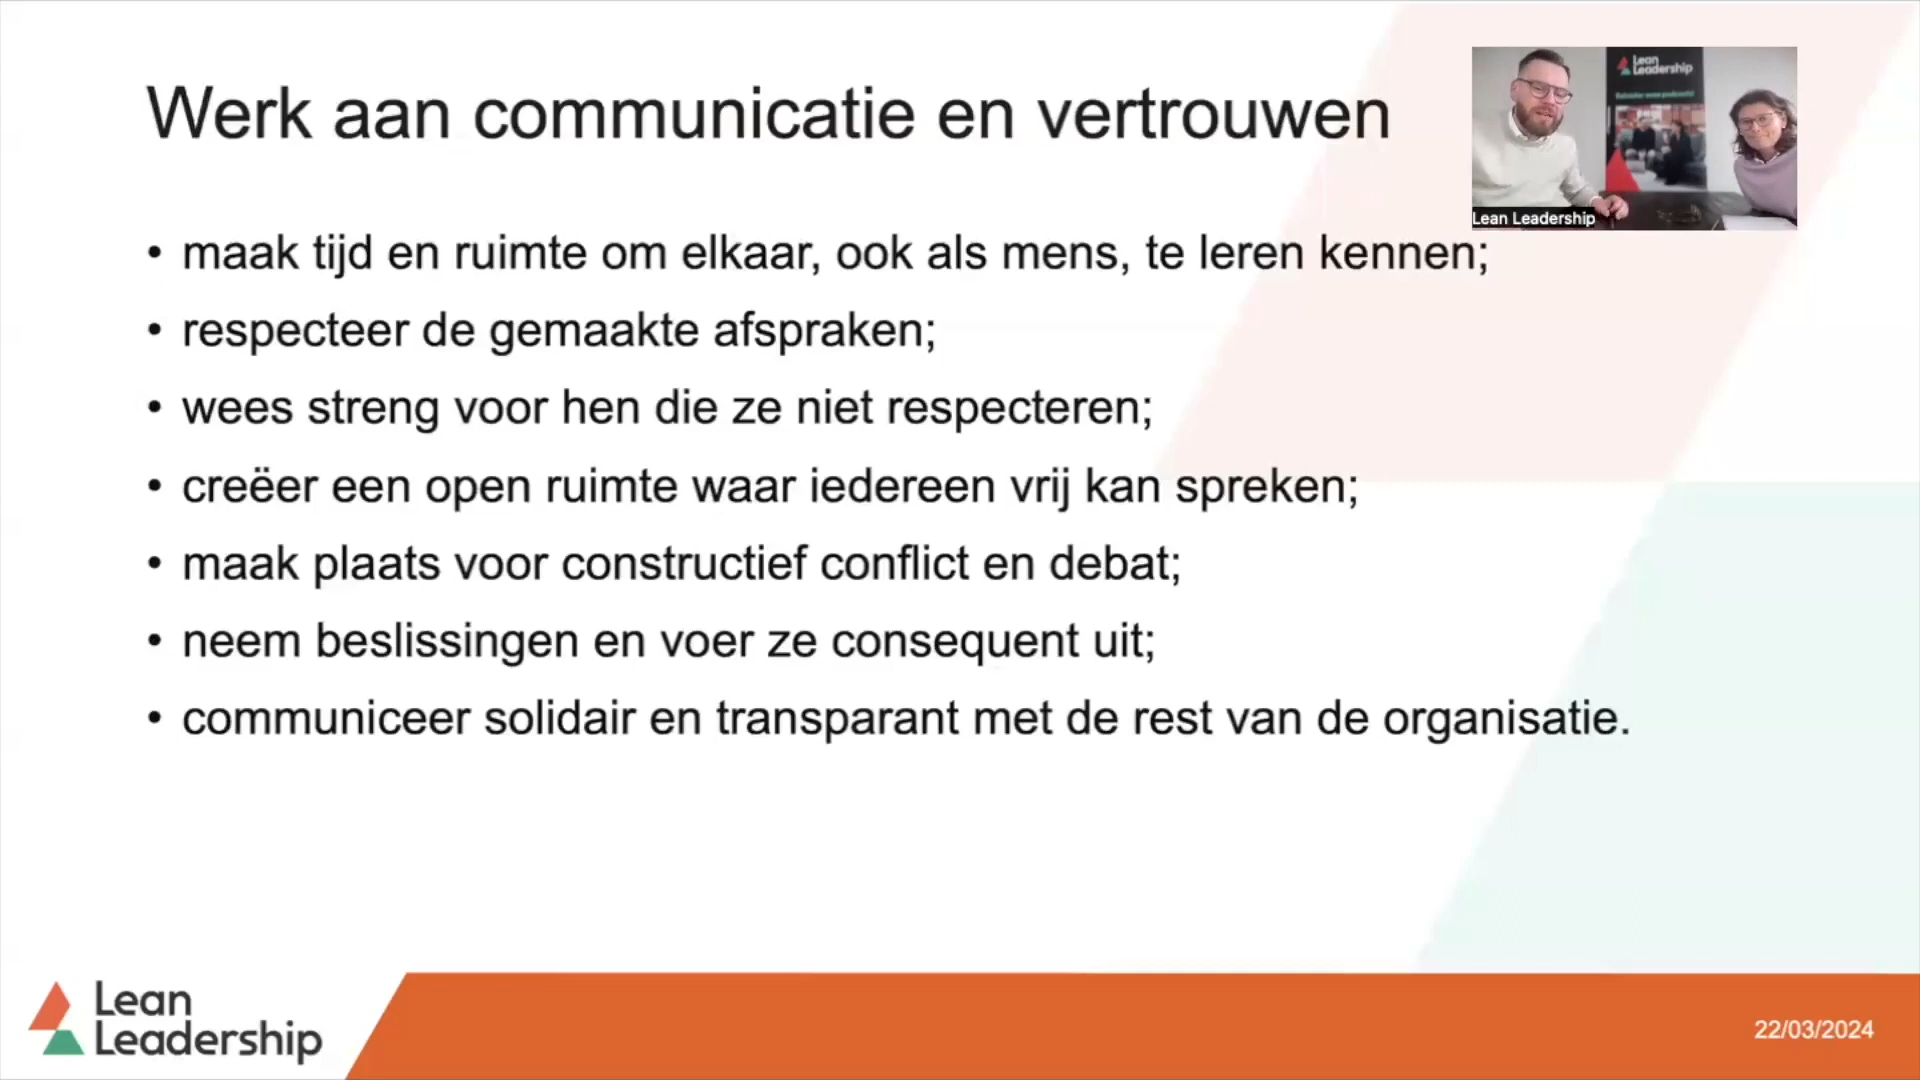 Werk aan communicatie en vertrouwen
Lean
Leadership
Lean Leadership
• maak tijd en ruimte om elkaar, ook als mens, te leren kennen;
• respecteer de gemaakte afspraken;
• wees streng voor hen die ze niet respecteren;
• creëer een open ruimte waar iedereen vrij kan spreken;
• maak plaats voor constructief conflict en debat;
• neem beslissingen en voer ze consequent uit;
• communiceer solidair en transparant met de rest van de organisatie.
Lean
Leadership
22/03/2024